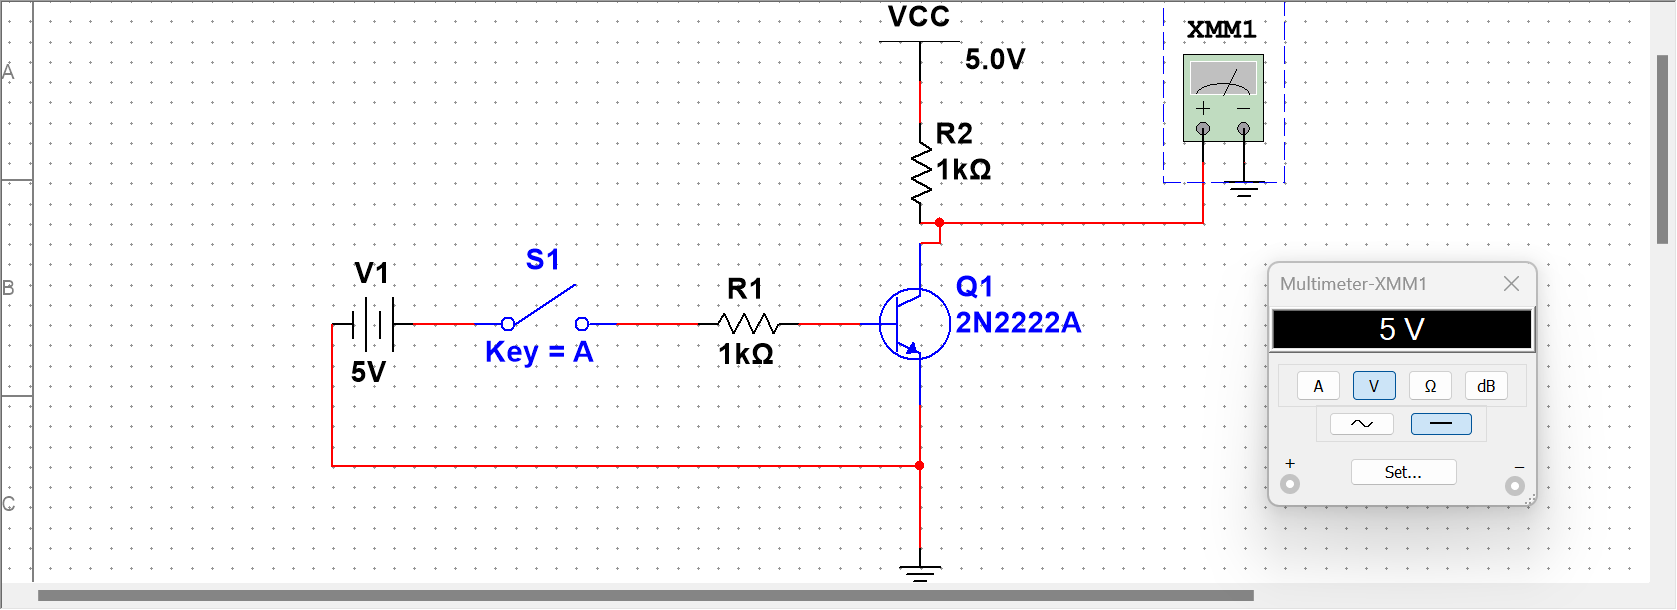 VCC
5.0V
XMM1
A
R2
1kΩ
+ −
B
V1
5V
S1
Key = A
R1
1kΩ
Q1
2N2222A
C
Multimeter-XMM1
5 V
A V Ω dB
+ −
Set...